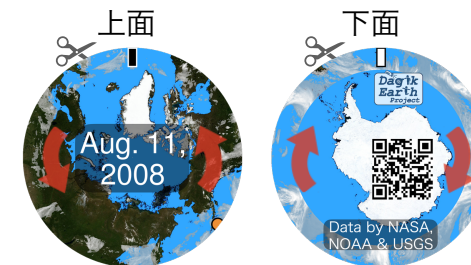 上面
下面
Aug. 11,
2008
Dagik
Earth
Project
Data by NASA,
NOAA & USGS